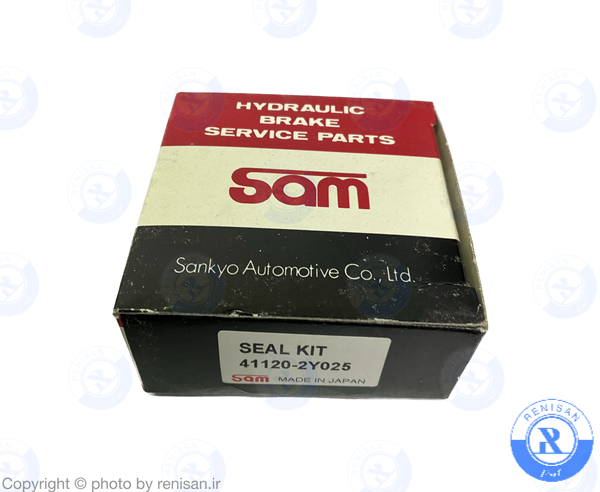 HYDRAULIC
BRAKE
SERVICE PARTS
Sam
Sankyo Automotive Co., Ltd.
SEAL KIT
41120-2Y025
Sam MADE IN JAPAN
RENISAN
R
Copyright © photo by renisan.ir